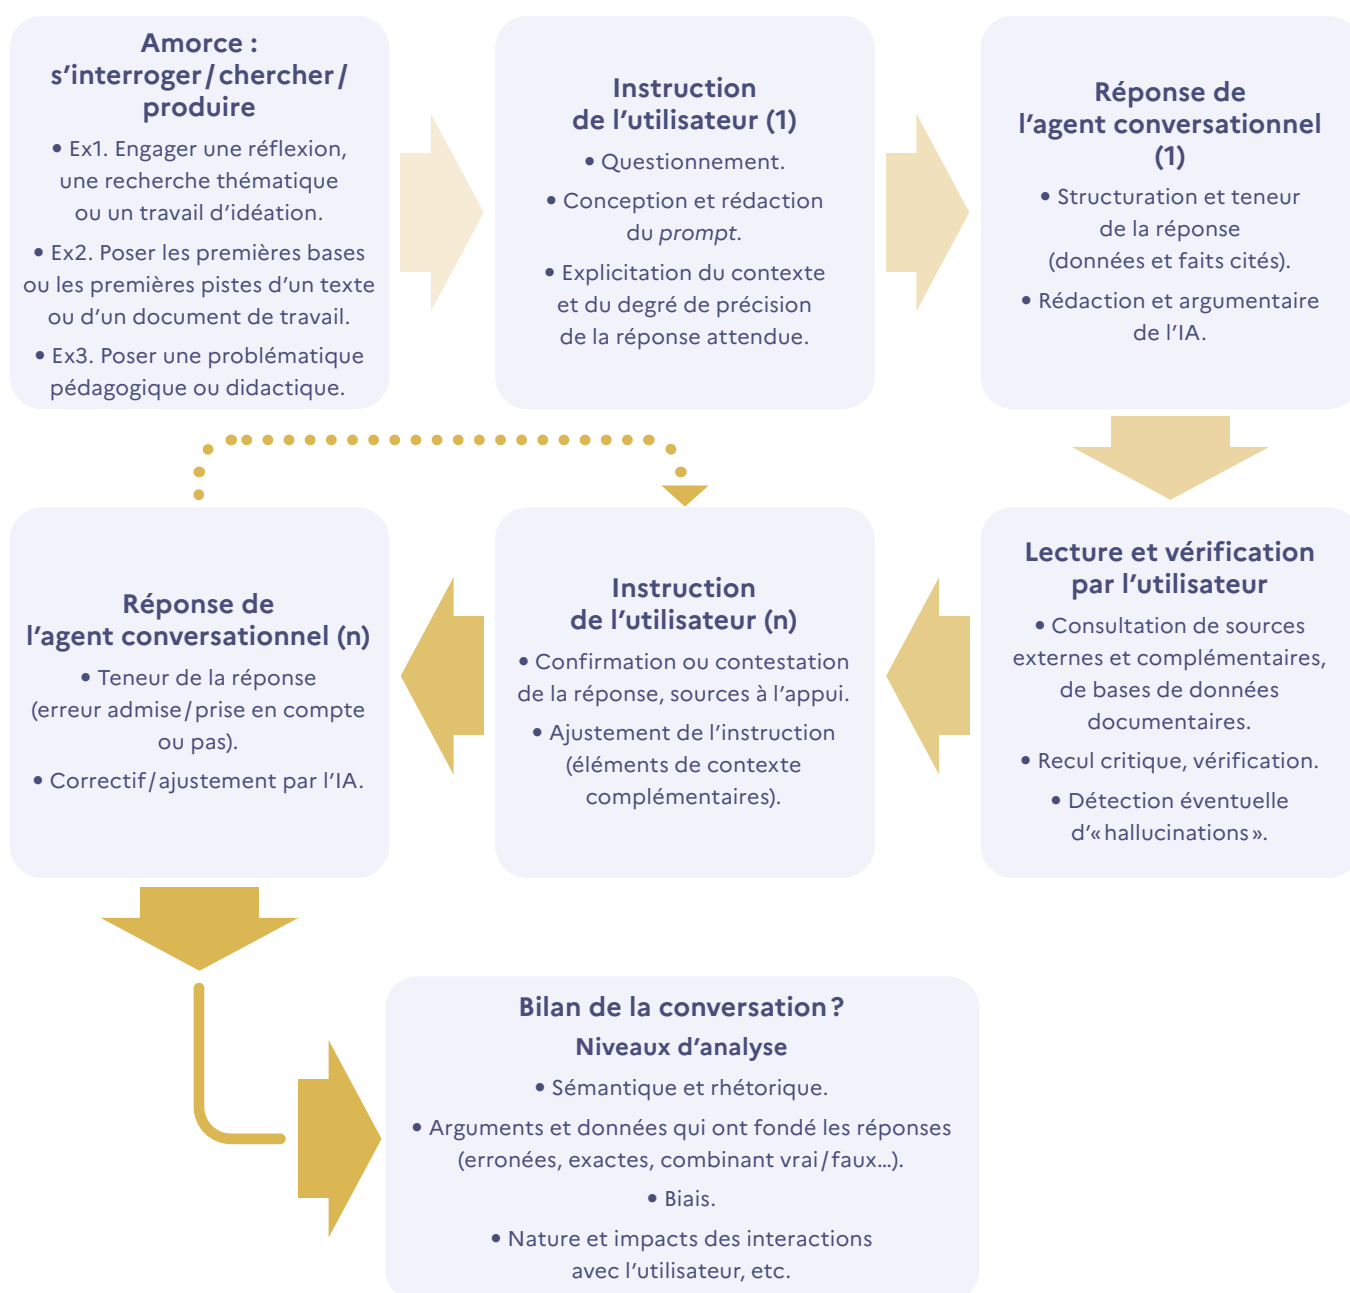 Amorce :
s’interroger / chercher /
produire
• Ex1. Engager une réflexion,
une recherche thématique
ou un travail d’idéation.
• Ex2. Poser les premières bases
ou les premières pistes d’un texte
ou d’un document de travail.
• Ex3. Poser une problématique
pédagogique ou didactique.
Instruction
de l’utilisateur (1)
• Questionnement.
• Conception et rédaction
du prompt.
• Explicitation du contexte
et du degré de précision
de la réponse attendue.
Réponse de
l’agent conversationnel
(1)
• Structuration et teneur
de la réponse
(données et faits cités).
• Rédaction et argumentaire
de l’IA.
Lecture et vérification
par l’utilisateur
• Consultation de sources
externes et complémentaires,
de bases de données
documentaires.
• Recul critique, vérification.
• Détection éventuelle
d’« hallucinations ».
Instruction
de l’utilisateur (n)
• Confirmation ou contestation
de la réponse, sources à l’appui.
• Ajustement de l’instruction
(éléments de contexte
complémentaires).
Réponse de
l’agent conversationnel (n)
• Teneur de la réponse
(erreur admise / prise en compte
ou pas).
• Correctif / ajustement par l’IA.
Bilan de la conversation ?
Niveaux d’analyse
• Sémantique et rhétorique.
• Arguments et données qui ont fondé les réponses
(erronées, exactes, combinant vrai / faux…).
• Biais.
• Nature et impacts des interactions
avec l’utilisateur, etc.